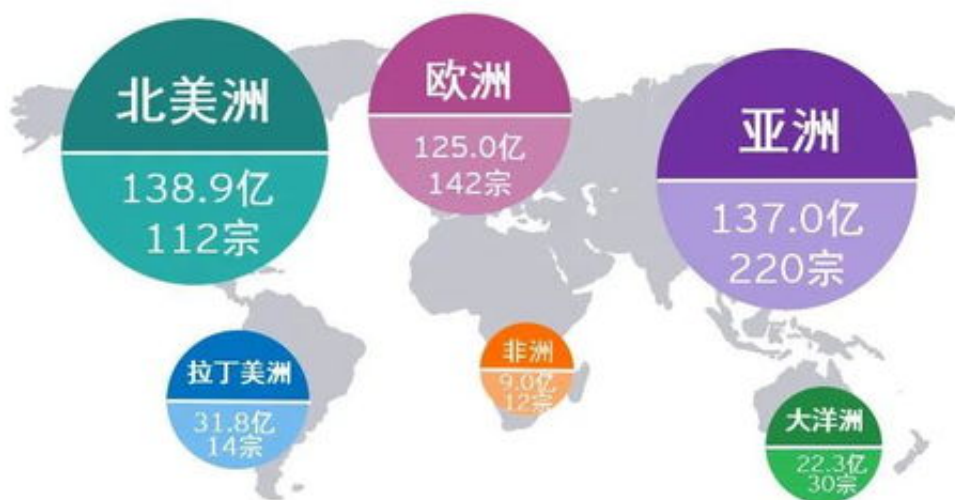 北美洲
138.9亿
112宗
欧洲
125.0亿
142宗
亚洲
137.0亿
220宗
拉丁美洲
31.8亿
14宗
非洲
9.0亿
12宗
大洋洲
22.3亿
30宗